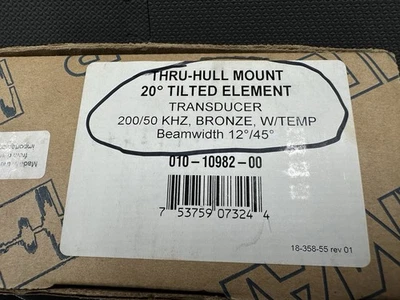 THRU-HULL MOUNT
20° TILTED ELEMENT
TRANSDUCER
200/50 KHZ, BRONZE, W/TEMP
Beamwidth 12°/45°
010-10982-00
7 53759 07324 4
18-358-55 rev 01